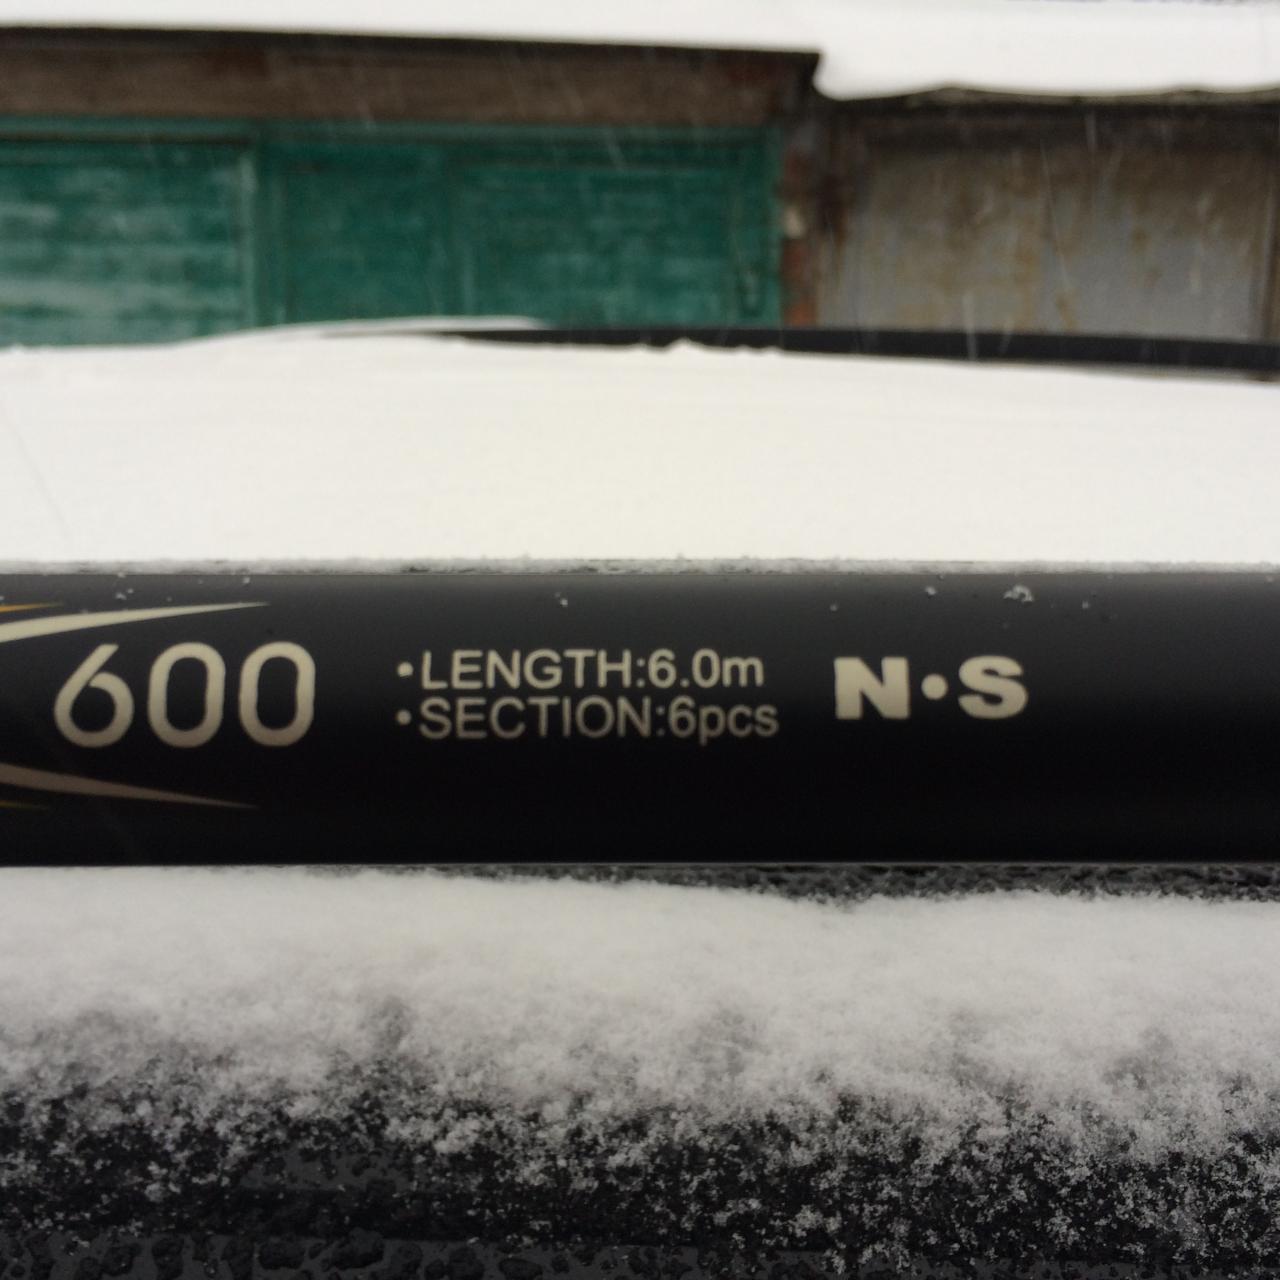 600
•LENGTH:6.0m
•SECTION:6pcs
N•S